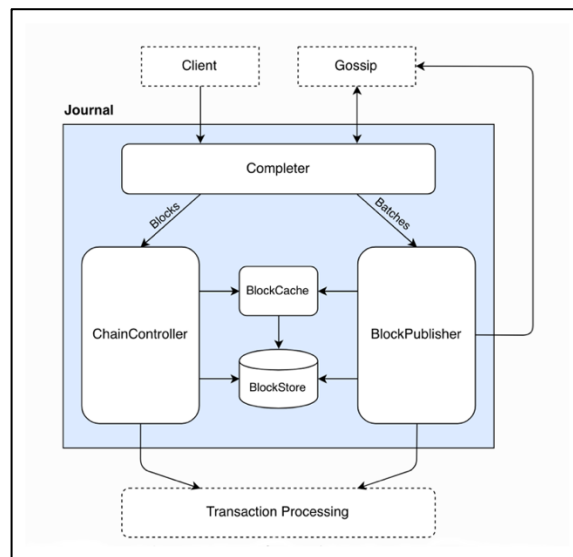 Client
Gossip
Journal
Completer
Blocks
Batches
BlockCache
ChainController
BlockPublisher
BlockStore
Transaction Processing